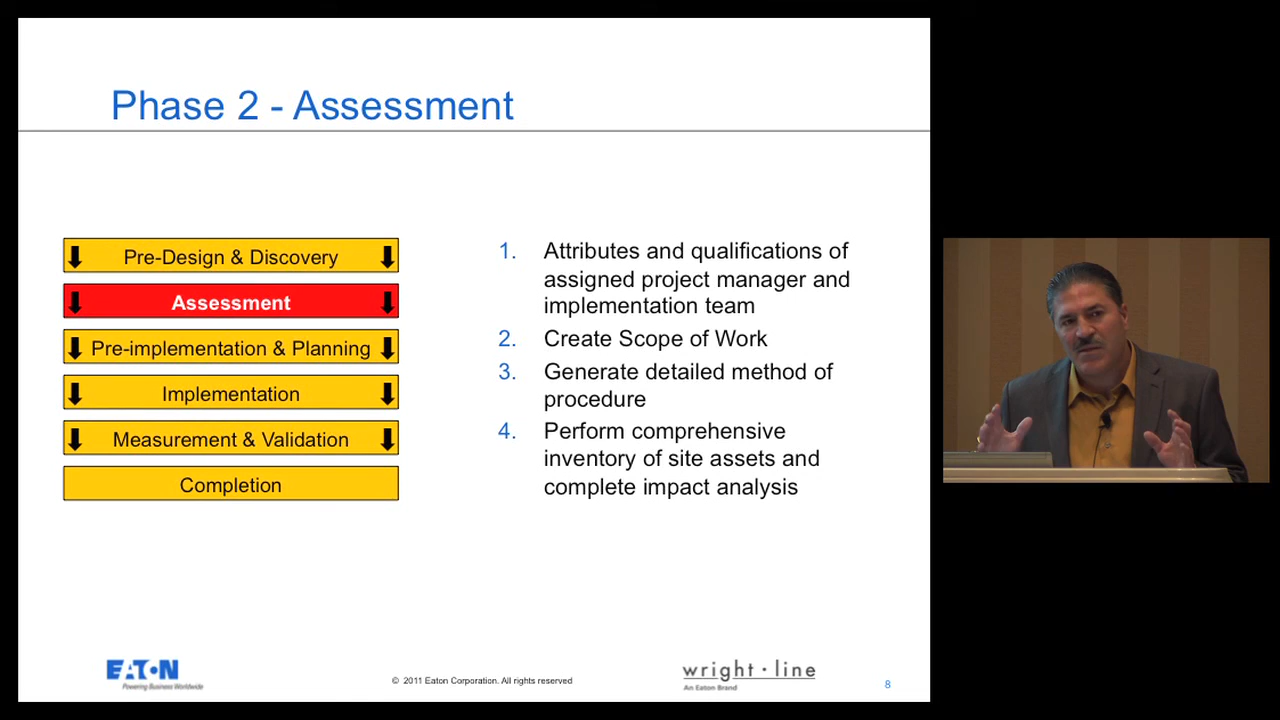 Phase 2 - Assessment
Pre-Design & Discovery
Assessment
Pre-implementation & Planning
Implementation
Measurement & Validation
Completion
1. Attributes and qualifications of
assigned project manager and
implementation team
2. Create Scope of Work
3. Generate detailed method of
procedure
4. Perform comprehensive
inventory of site assets and
complete impact analysis
EATON
Powering Business Worldwide
© 2011 Eaton Corporation. All rights reserved
wright·line
An Eaton Brand
8